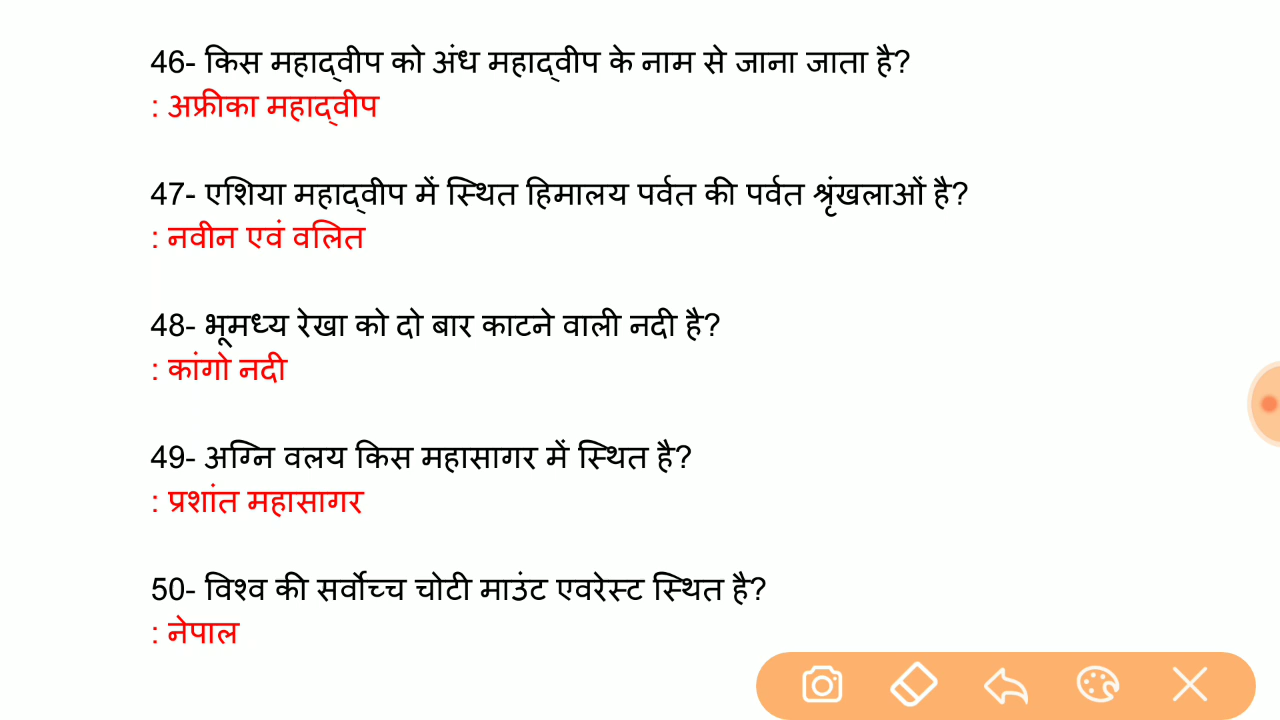 46- किस महाद्वीप को अंध महाद्वीप के नाम से जाना जाता है?
: अफ्रीका महाद्वीप
47- एशिया महाद्वीप में स्थित हिमालय पर्वत की पर्वत श्रृंखलाओं है?
: नवीन एवं वलित
48- भूमध्य रेखा को दो बार काटने वाली नदी है?
: कांगो नदी
49- अग्नि वलय किस महासागर में स्थित है?
: प्रशांत महासागर
50- विश्व की सर्वोच्च चोटी माउंट एवरेस्ट स्थित है?
: नेपाल